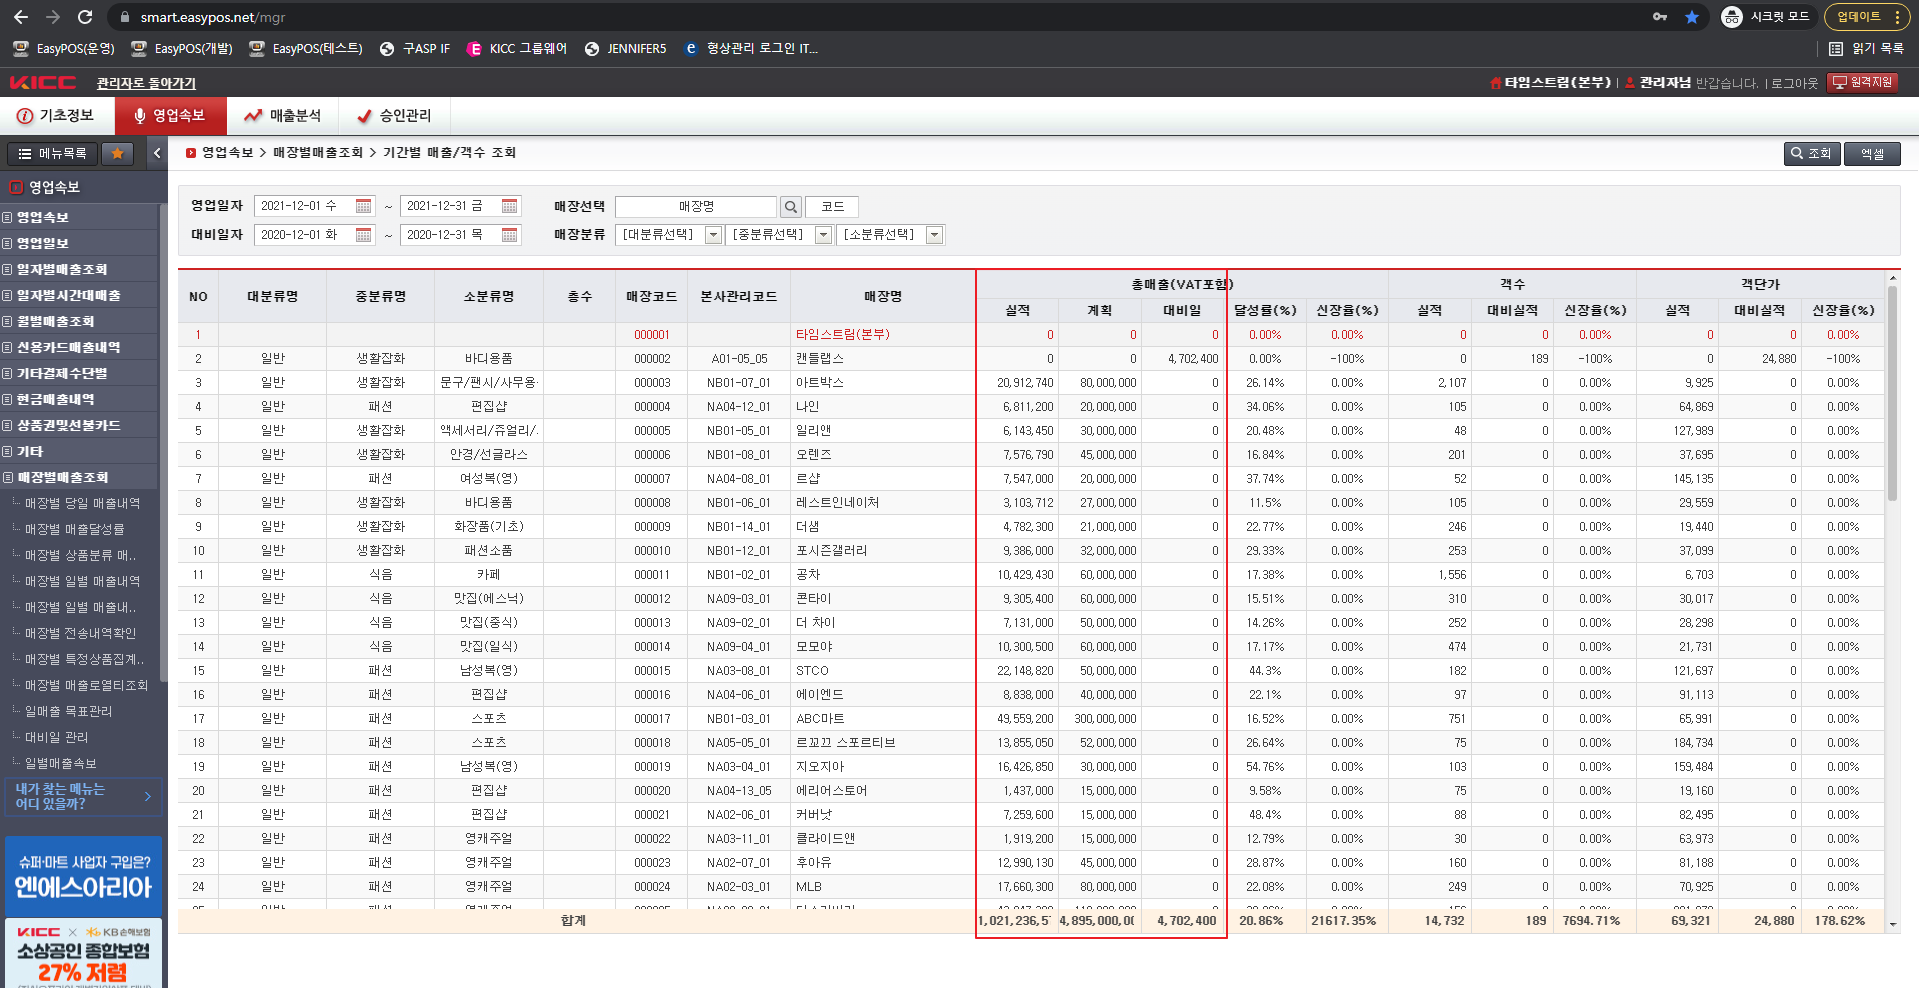 smart.easypos.net/mgr
시크릿 모드
업데이트
EasyPOS(운영) EasyPOS(개발) EasyPOS(테스트) 구ASP IF KICC 그룹웨어 JENNIFER5 형상관리 로그인 IT...
읽기 목록
KICC 관리자로 돌아가기
타임스트림(본부) | 관리자님 반갑습니다. | 로그아웃 원격지원
기초정보 영업속보 매출분석 승인관리
메뉴목록
영업속보 > 매장별매출조회 > 기간별 매출/객수 조회
조회 엑셀
영업속보
영업속보
영업일보
일자별매출조회
일자별시간대매출
월별매출조회
신용카드매출내역
기타결제수단별
현금매출내역
상품권및선불카드
기타
매장별매출조회
매장별 당일 매출내역
매장별 매출달성률
매장별 상품분류 매..
매장별 일별 매출내역
매장별 일별 매출내..
매장별 전송내역확인
매장별 특정상품집계..
매장별 매출로열티조회
일매출 목표관리
대비일 관리
일별매출속보
내가 찾는 메뉴는
어디 있을까?
슈퍼·마트 사업자 구입은?
엔에스아리아
KICC × KB손해보험
소상공인 종합보험
27% 저렴
영업일자 2021-12-01 수 ~ 2021-12-31 금 매장선택 매장명 코드
대비일자 2020-12-01 화 ~ 2020-12-31 목 매장분류 [대분류선택] [중분류선택] [소분류선택]
NO 대분류명 중분류명 소분류명 층수 매장코드 본사관리코드 매장명 총매출(VAT포함) 객수 객단가
실적 계획 대비일 달성률(%) 신장율(%) 실적 대비실적 신장율(%) 실적 대비실적 신장율(%)
1 000001 타임스트림(본부) 0 0 0 0.00% 0.00% 0 0 0.00% 0 0 0.00%
2 일반 생활잡화 바디용품 000002 A01-05_05 캔들랩스 0 0 4,702,400 0.00% -100% 0 189 -100% 0 24,880 -100%
3 일반 생활잡화 문구/팬시/사무용 000003 NB01-07_01 아트박스 20,912,740 80,000,000 0 26.14% 0.00% 2,107 0 0.00% 9,925 0 0.00%
4 일반 패션 편집샵 000004 NA04-12_01 나인 6,811,200 20,000,000 0 34.06% 0.00% 105 0 0.00% 64,869 0 0.00%
5 일반 생활잡화 액세서리/쥬얼리/. 000005 NB01-05_01 일리앤 6,143,450 30,000,000 0 20.48% 0.00% 48 0 0.00% 127,989 0 0.00%
6 일반 생활잡화 안경/선글라스 000006 NB01-08_01 오렌즈 7,576,790 45,000,000 0 16.84% 0.00% 201 0 0.00% 37,695 0 0.00%
7 일반 패션 여성복(영) 000007 NA04-08_01 르샵 7,547,000 20,000,000 0 37.74% 0.00% 52 0 0.00% 145,135 0 0.00%
8 일반 생활잡화 바디용품 000008 NB01-06_01 레스트인네이처 3,103,712 27,000,000 0 11.5% 0.00% 105 0 0.00% 29,559 0 0.00%
9 일반 생활잡화 화장품(기초) 000009 NB01-14_01 더샘 4,782,300 21,000,000 0 22.77% 0.00% 246 0 0.00% 19,440 0 0.00%
10 일반 생활잡화 패션소품 000010 NB01-12_01 포시즌갤러리 9,386,000 32,000,000 0 29.33% 0.00% 253 0 0.00% 37,099 0 0.00%
11 일반 식음 카페 000011 NB01-02_01 공차 10,429,430 60,000,000 0 17.38% 0.00% 1,556 0 0.00% 6,703 0 0.00%
12 일반 식음 맛집(에스닉) 000012 NA09-03_01 콘타이 9,305,400 60,000,000 0 15.51% 0.00% 310 0 0.00% 30,017 0 0.00%
13 일반 식음 맛집(중식) 000013 NA09-02_01 더 차이 7,131,000 50,000,000 0 14.26% 0.00% 252 0 0.00% 28,298 0 0.00%
14 일반 식음 맛집(일식) 000014 NA09-04_01 모모야 10,300,500 60,000,000 0 17.17% 0.00% 474 0 0.00% 21,731 0 0.00%
15 일반 패션 남성복(영) 000015 NA03-08_01 STCO 22,148,820 50,000,000 0 44.3% 0.00% 182 0 0.00% 121,697 0 0.00%
16 일반 패션 편집샵 000016 NA04-06_01 에이엔드 8,838,000 40,000,000 0 22.1% 0.00% 97 0 0.00% 91,113 0 0.00%
17 일반 패션 스포츠 000017 NB01-03_01 ABC마트 49,559,200 300,000,000 0 16.52% 0.00% 751 0 0.00% 65,991 0 0.00%
18 일반 패션 스포츠 000018 NA05-05_01 르꼬끄 스포르티브 13,855,050 52,000,000 0 26.64% 0.00% 75 0 0.00% 184,734 0 0.00%
19 일반 패션 남성복(영) 000019 NA03-04_01 지오지아 16,426,850 30,000,000 0 54.76% 0.00% 103 0 0.00% 159,484 0 0.00%
20 일반 패션 편집샵 000020 NA04-13_05 에리어스토어 1,437,000 15,000,000 0 9.58% 0.00% 75 0 0.00% 19,160 0 0.00%
21 일반 패션 편집샵 000021 NA02-06_01 커버낫 7,259,600 15,000,000 0 48.4% 0.00% 88 0 0.00% 82,495 0 0.00%
22 일반 패션 영캐주얼 000022 NA03-11_01 클라이드앤 1,919,200 15,000,000 0 12.79% 0.00% 30 0 0.00% 63,973 0 0.00%
23 일반 패션 영캐주얼 000023 NA02-07_01 후아유 12,990,130 45,000,000 0 28.87% 0.00% 160 0 0.00% 81,188 0 0.00%
24 일반 패션 영캐주얼 000024 NA02-03_01 MLB 17,660,300 80,000,000 0 22.08% 0.00% 249 0 0.00% 70,925 0 0.00%
합계 1,021,236,5 4,895,000,0 4,702,400 20.86% 21617.35% 14,732 189 7694.71% 69,321 24,880 178.62%